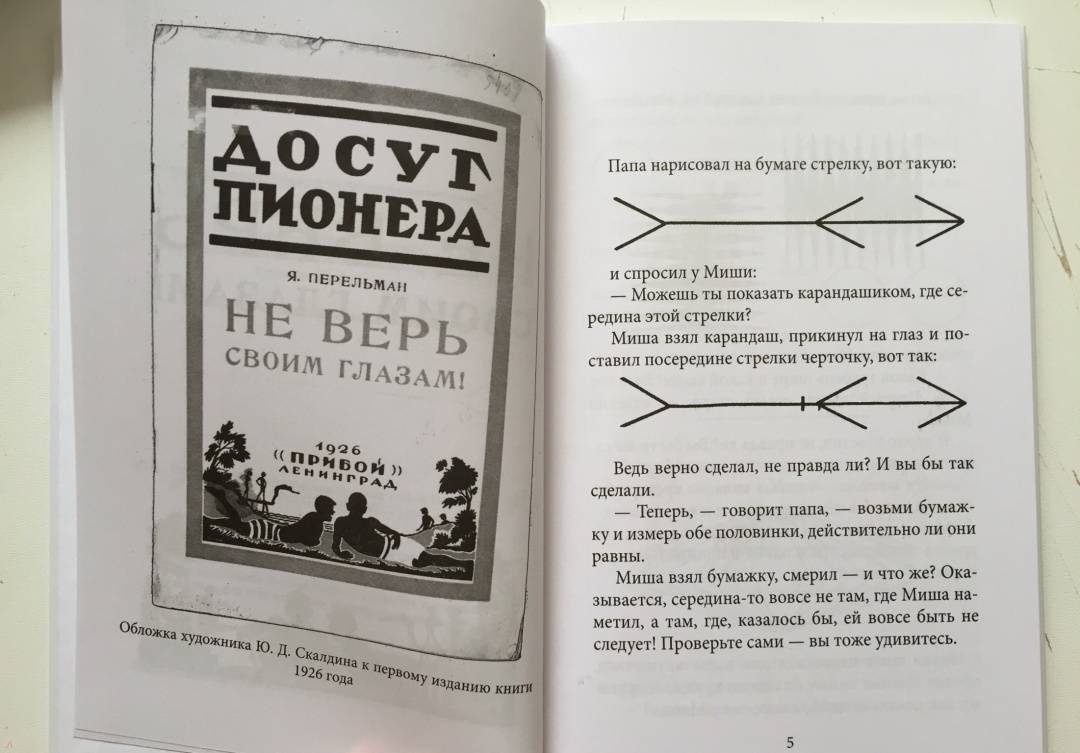 ДОСУГ
ПИОНЕРА
Я. ПЕРЕЛЬМАН
НЕ ВЕРЬ
СВОИМ ГЛАЗАМ!
1926
((ПРИБОЙ))
ЛЕНИНГРАД
Обложка художника Ю. Д. Скалдина к первому изданию книги
1926 года
Папа нарисовал на бумаге стрелку, вот такую:
и спросил у Миши:
— Можешь ты показать карандашиком, где се-
редина этой стрелки?
Миша взял карандаш, прикинул на глаз и по-
ставил посередине стрелки черточку, вот так:
Ведь верно сделал, не правда ли? И вы бы так
сделали.
— Теперь, — говорит папа, — возьми бумаж-
ку и измерь обе половинки, действительно ли они
равны.
Миша взял бумажку, смерил — и что же? Ока-
зывается, середина-то вовсе не там, где Миша на-
метил, а там, где, казалось бы, ей вовсе быть не
следует! Проверьте сами — вы тоже удивитесь.
5